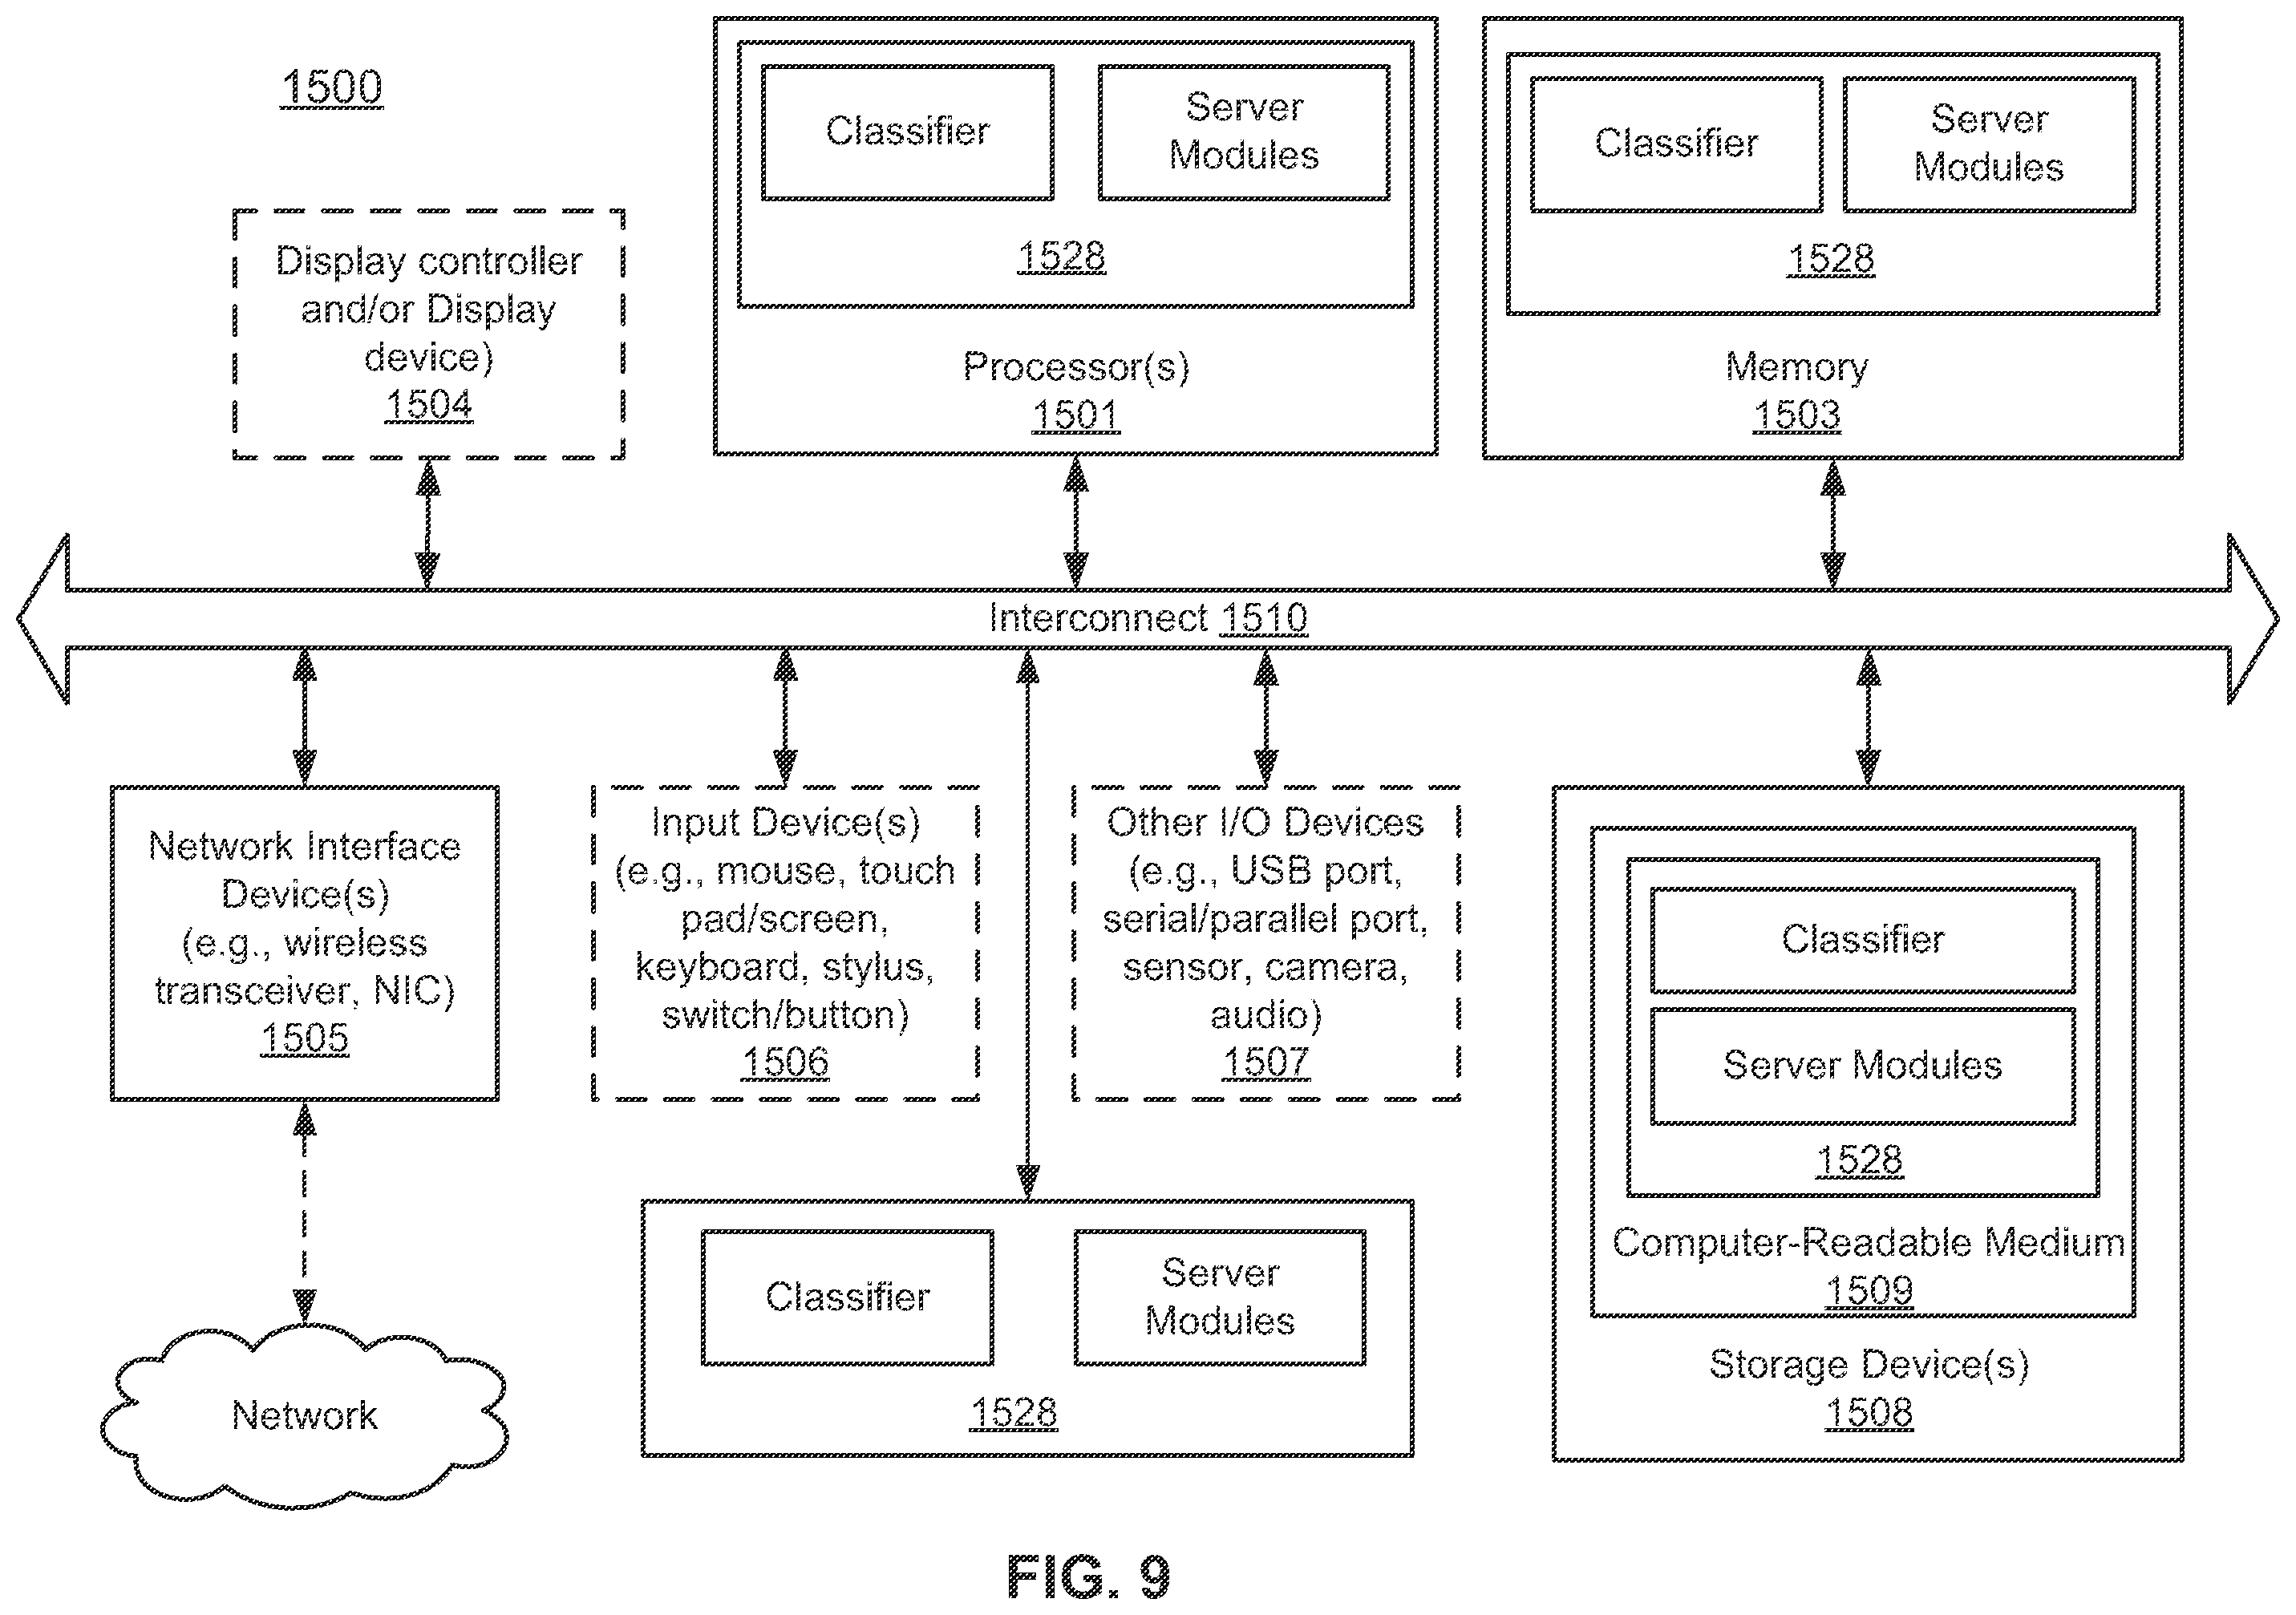 1500
Display controller
and/or Display
device)
1504
Classifier
Server
Modules
1528
Processor(s)
1501
Classifier
Server
Modules
1528
Memory
1503
Interconnect 1510
Network Interface
Device(s)
(e.g., wireless
transceiver, NIC)
1505
Network
Input Device(s)
(e.g., mouse, touch
pad/screen,
keyboard, stylus,
switch/button)
1506
Other I/O Devices
(e.g., USB port,
serial/parallel port,
sensor, camera,
audio)
1507
Classifier
Server
Modules
1528
Classifier
Server Modules
1528
Computer-Readable Medium
1509
Storage Device(s)
1508
FIG. 9